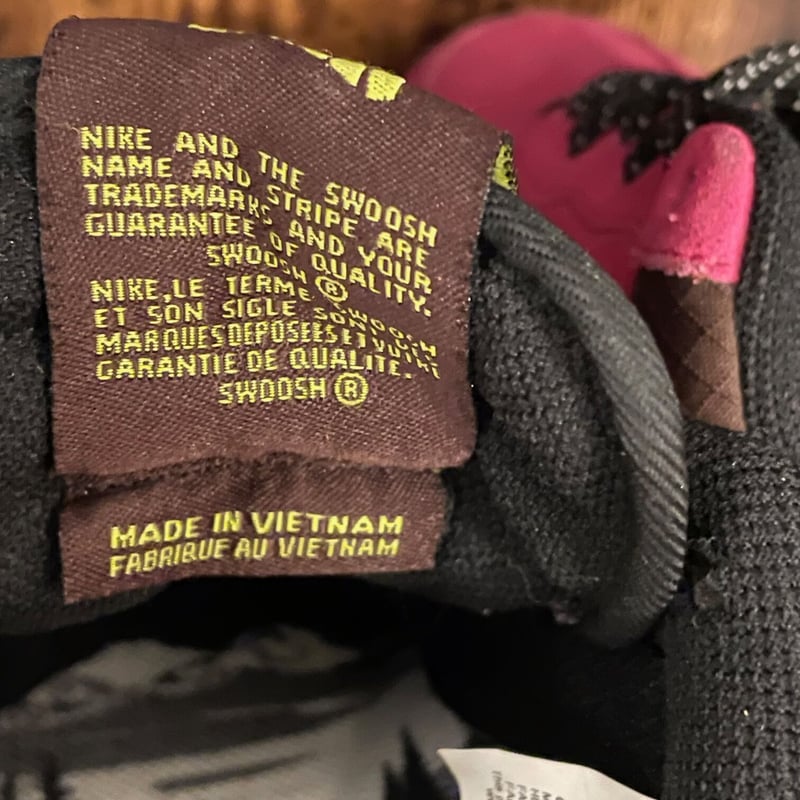 NIKE AND THE SWOOSH
NAME AND STRIPE ARE
TRADEMARKS AND YOUR
GUARANTEE OF QUALITY.
SWOOSH ®
NIKE, LE TERME SWOOSH
ET SON SIGLE SONT
MARQUES DEPOSEES ET VOTRE
GARANTIE DE QUALITE.
SWOOSH ®
MADE IN VIETNAM
FABRIQUE AU VIETNAM